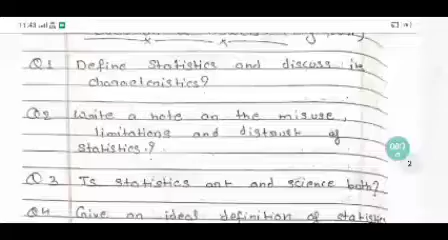 11:43
Q1 Define Statistics and discuss its
characteristics?
Q2 Write a note on the misuse,
limitations and distrust of
statistics.?
2
Q3 Is statistics art and science both?
Q4 Give an ideal definition of statistics